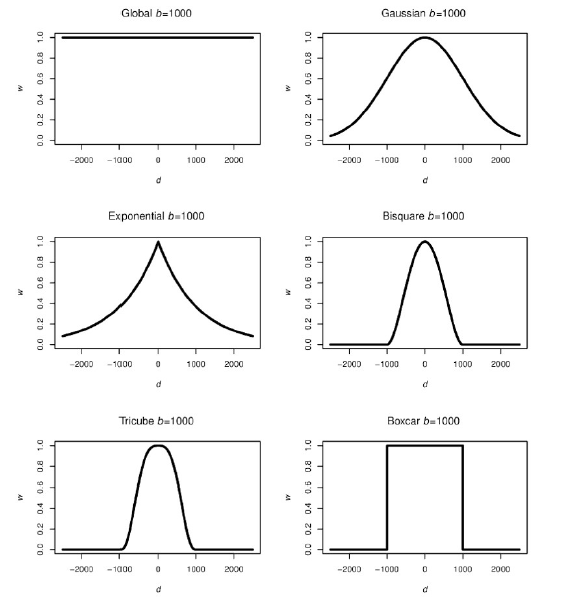 Global b=1000
Gaussian b=1000
w
0.0 0.2 0.4 0.6 0.8 1.0
w
0.0 0.2 0.4 0.6 0.8 1.0
−2000 −1000 0 1000 2000
−2000 −1000 0 1000 2000
d
d
Exponential b=1000
Bisquare b=1000
w
0.0 0.2 0.4 0.6 0.8 1.0
w
0.0 0.2 0.4 0.6 0.8 1.0
−2000 −1000 0 1000 2000
−2000 −1000 0 1000 2000
d
d
Tricube b=1000
Boxcar b=1000
w
0.0 0.2 0.4 0.6 0.8 1.0
w
0.0 0.2 0.4 0.6 0.8 1.0
−2000 −1000 0 1000 2000
−2000 −1000 0 1000 2000
d
d